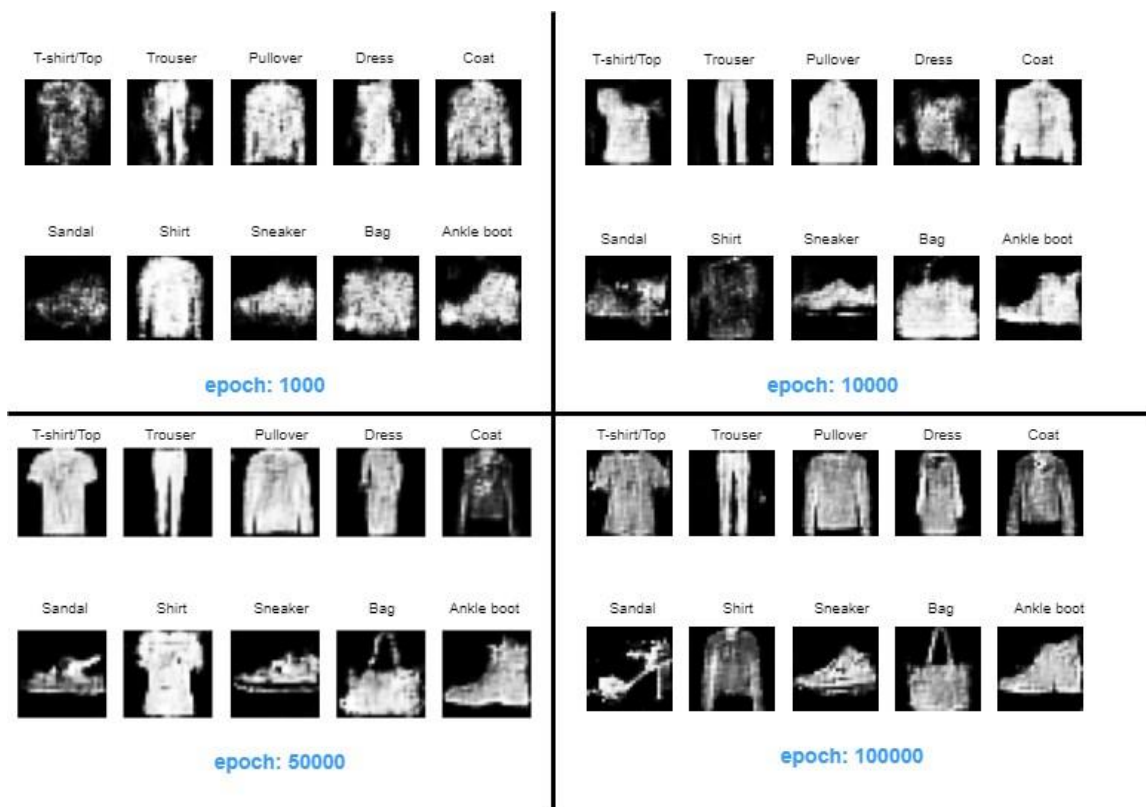 T-shirt/Top Trouser Pullover Dress Coat
Sandal Shirt Sneaker Bag Ankle boot
epoch: 1000
T-shirt/Top Trouser Pullover Dress Coat
Sandal Shirt Sneaker Bag Ankle boot
epoch: 10000
T-shirt/Top Trouser Pullover Dress Coat
Sandal Shirt Sneaker Bag Ankle boot
epoch: 50000
T-shirt/Top Trouser Pullover Dress Coat
Sandal Shirt Sneaker Bag Ankle boot
epoch: 100000